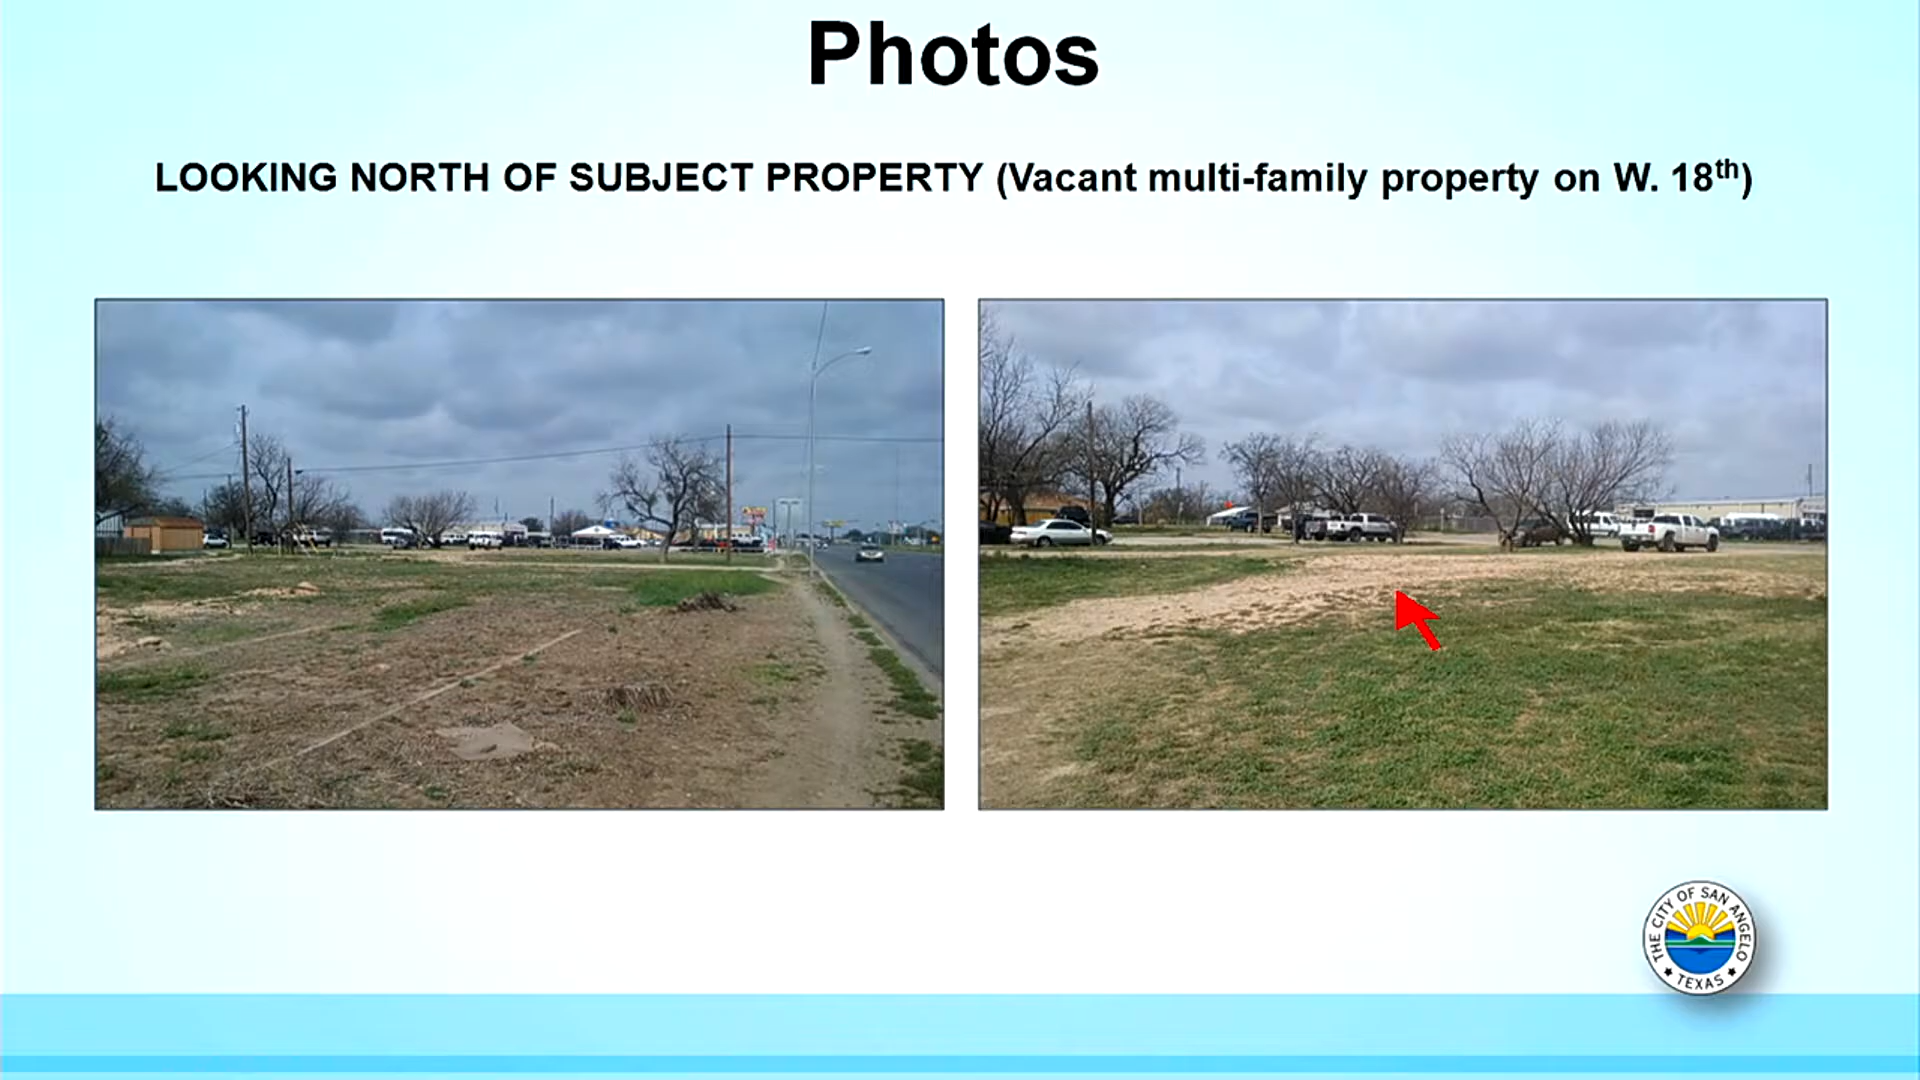 Photos
LOOKING NORTH OF SUBJECT PROPERTY (Vacant multi-family property on W. 18th)
THE CITY OF SAN ANGELO
TEXAS